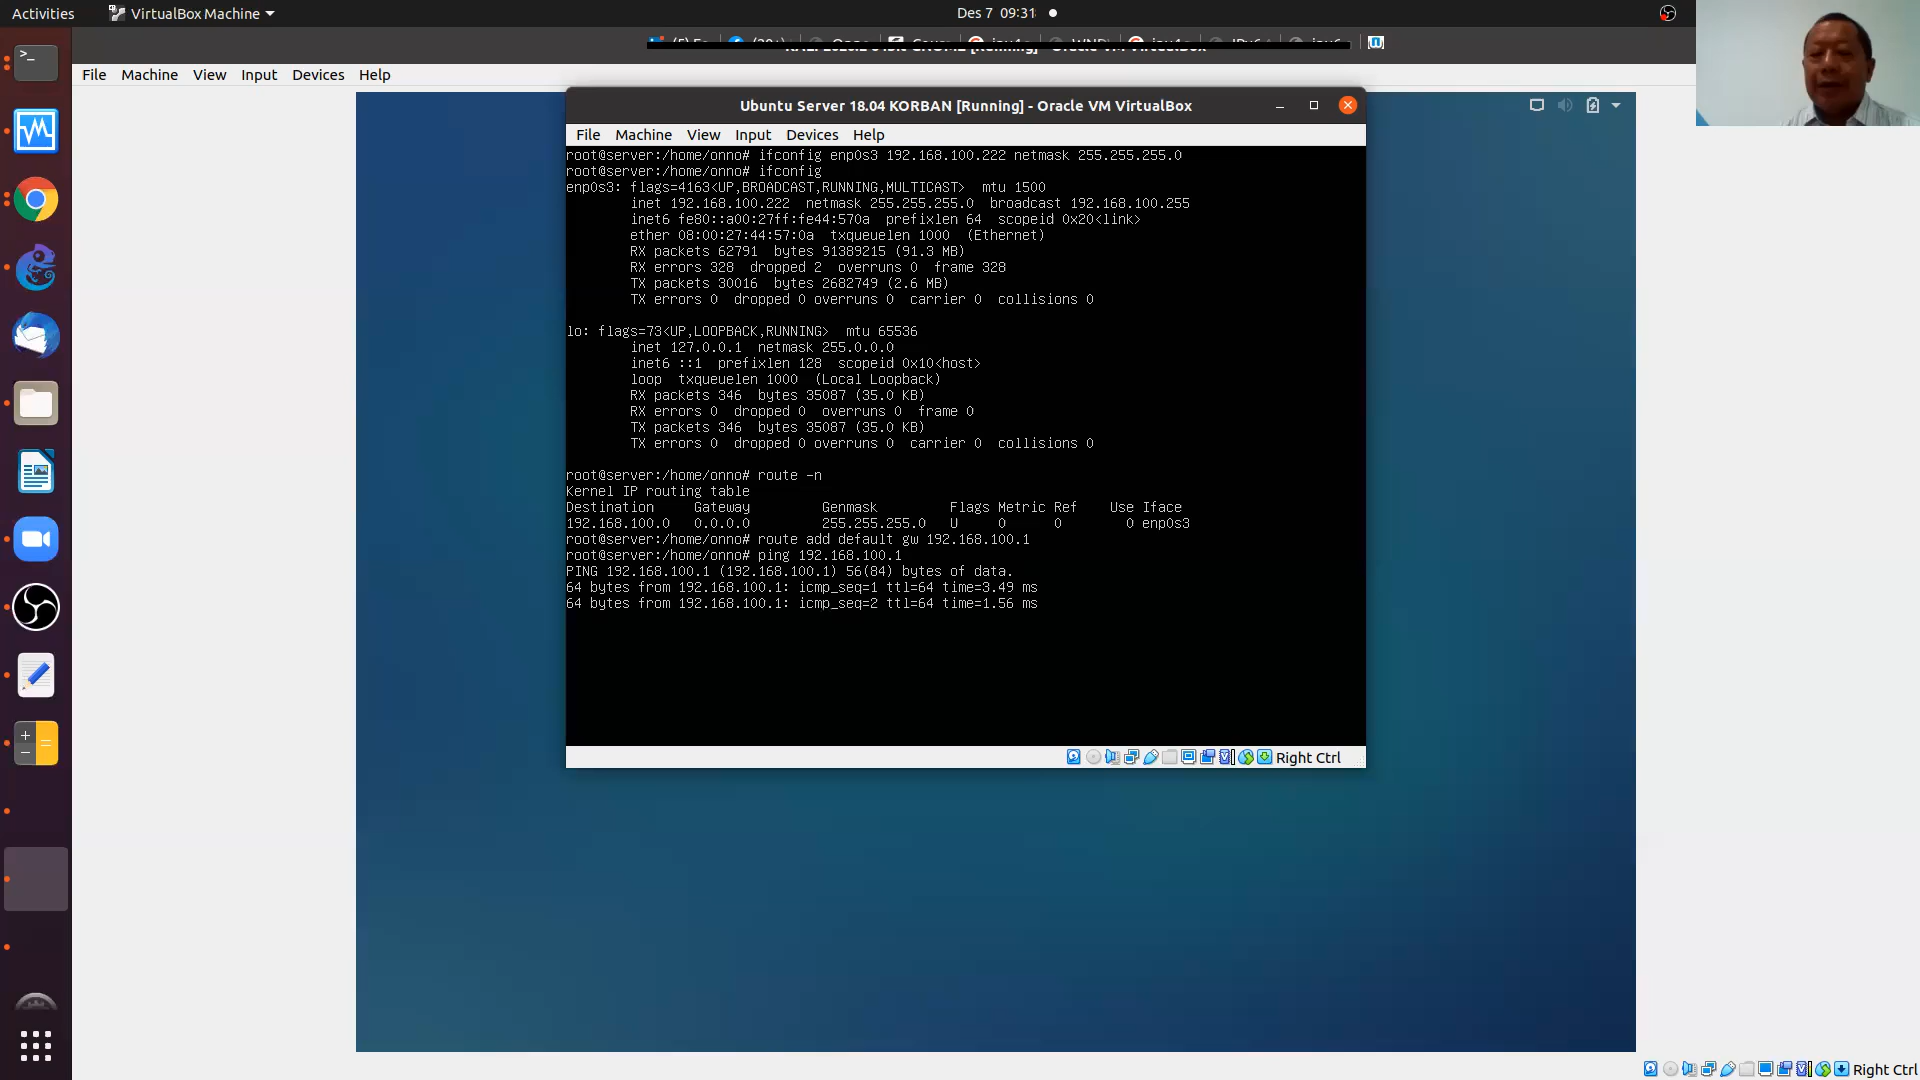 Activities
VirtualBox Machine
Des 7 09:31
File Machine View Input Devices Help
Ubuntu Server 18.04 KORBAN [Running] - Oracle VM VirtualBox
File Machine View Input Devices Help
root@server:/home/onno# ifconfig enp0s3 192.168.100.222 netmask 255.255.255.0
root@server:/home/onno# ifconfig
enp0s3: flags=4163<UP,BROADCAST,RUNNING,MULTICAST>  mtu 1500
inet 192.168.100.222  netmask 255.255.255.0  broadcast 192.168.100.255
inet6 fe80::a00:27ff:fe44:570a  prefixlen 64  scopeid 0x20<link>
ether 08:00:27:44:57:0a  txqueuelen 1000  (Ethernet)
RX packets 62791  bytes 91389215 (91.3 MB)
RX errors 328  dropped 2  overruns 0  frame 328
TX packets 30016  bytes 2682749 (2.6 MB)
TX errors 0  dropped 0 overruns 0  carrier 0  collisions 0
lo: flags=73<UP,LOOPBACK,RUNNING>  mtu 65536
inet 127.0.0.1  netmask 255.0.0.0
inet6 ::1  prefixlen 128  scopeid 0x10<host>
loop  txqueuelen 1000  (Local Loopback)
RX packets 346  bytes 35087 (35.0 KB)
RX errors 0  dropped 0  overruns 0  frame 0
TX packets 346  bytes 35087 (35.0 KB)
TX errors 0  dropped 0 overruns 0  carrier 0  collisions 0
root@server:/home/onno# route -n
Kernel IP routing table
Destination     Gateway         Genmask         Flags Metric Ref    Use Iface
192.168.100.0   0.0.0.0         255.255.255.0   U     0      0        0 enp0s3
root@server:/home/onno# route add default gw 192.168.100.1
root@server:/home/onno# ping 192.168.100.1
PING 192.168.100.1 (192.168.100.1) 56(84) bytes of data.
64 bytes from 192.168.100.1: icmp_seq=1 ttl=64 time=3.49 ms
64 bytes from 192.168.100.1: icmp_seq=2 ttl=64 time=1.56 ms
Right Ctrl
Right Ctrl